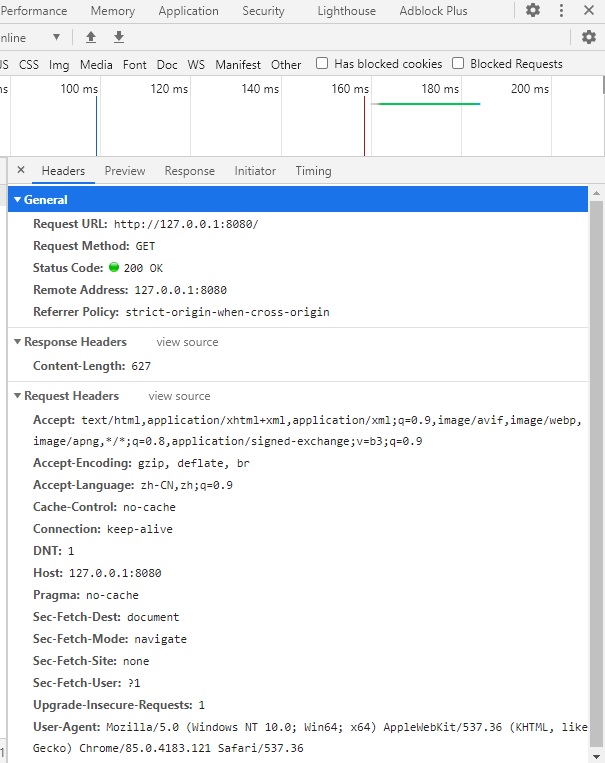 Performance Memory Application Security Lighthouse Adblock Plus
nline
JS CSS Img Media Font Doc WS Manifest Other Has blocked cookies Blocked Requests
ms 100 ms 120 ms 140 ms 160 ms 180 ms 200 ms
× Headers Preview Response Initiator Timing
General
Request URL: http://127.0.0.1:8080/
Request Method: GET
Status Code: 200 OK
Remote Address: 127.0.0.1:8080
Referrer Policy: strict-origin-when-cross-origin
Response Headers view source
Content-Length: 627
Request Headers view source
Accept: text/html,application/xhtml+xml,application/xml;q=0.9,image/avif,image/webp,
image/apng,*/*;q=0.8,application/signed-exchange;v=b3;q=0.9
Accept-Encoding: gzip, deflate, br
Accept-Language: zh-CN,zh;q=0.9
Cache-Control: no-cache
Connection: keep-alive
DNT: 1
Host: 127.0.0.1:8080
Pragma: no-cache
Sec-Fetch-Dest: document
Sec-Fetch-Mode: navigate
Sec-Fetch-Site: none
Sec-Fetch-User: ?1
Upgrade-Insecure-Requests: 1
User-Agent: Mozilla/5.0 (Windows NT 10.0; Win64; x64) AppleWebKit/537.36 (KHTML, like
1 Gecko) Chrome/85.0.4183.121 Safari/537.36